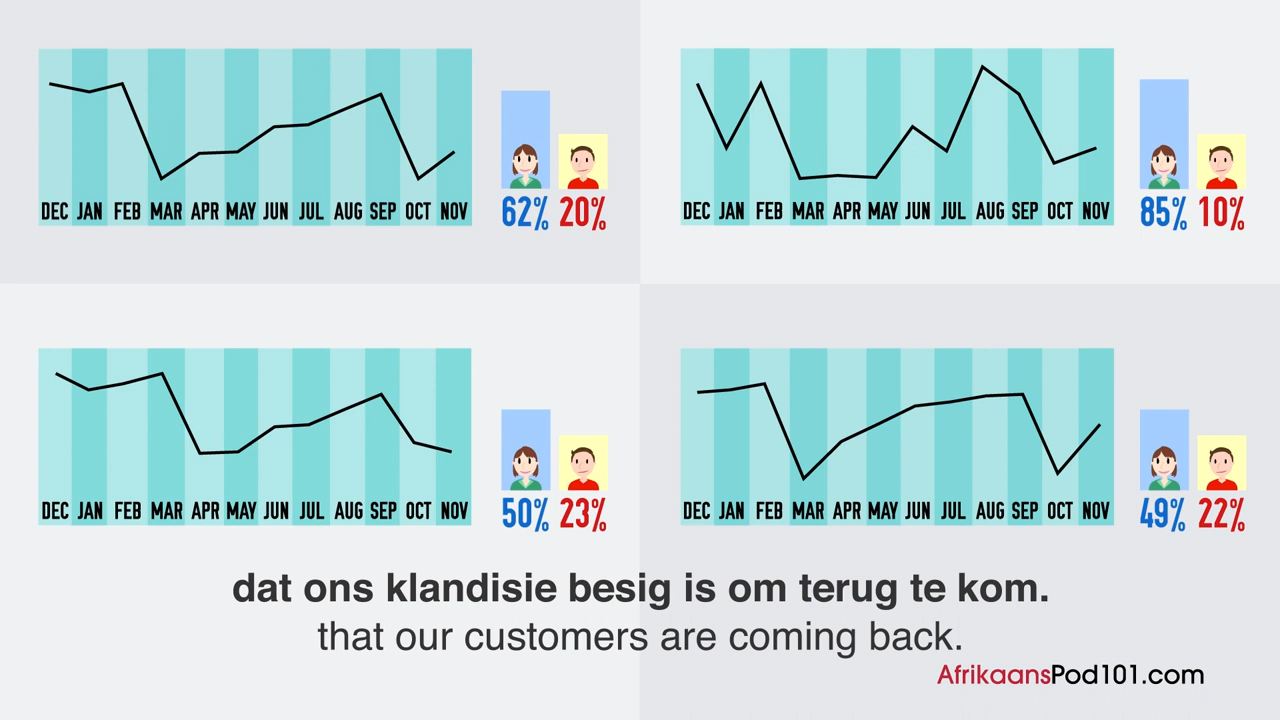 DEC JAN FEB MAR APR MAY JUN JUL AUG SEP OCT NOV
62% 20%
DEC JAN FEB MAR APR MAY JUN JUL AUG SEP OCT NOV
85% 10%
DEC JAN FEB MAR APR MAY JUN JUL AUG SEP OCT NOV
50% 23%
DEC JAN FEB MAR APR MAY JUN JUL AUG SEP OCT NOV
49% 22%
dat ons klandisie besig is om terug te kom.
that our customers are coming back.
AfrikaansPod101.com